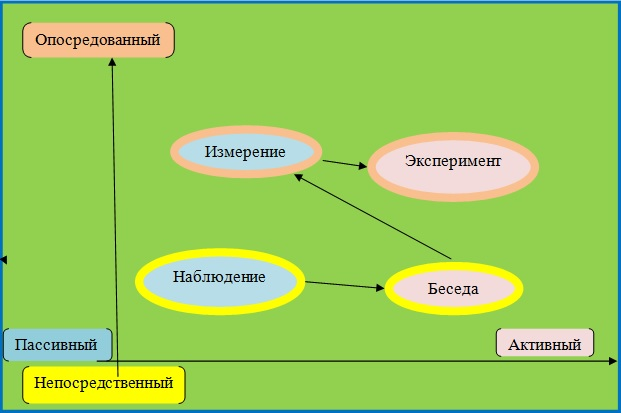 Опосредованный
Измерение
Эксперимент
Наблюдение
Беседа
Пассивный
Активный
Непосредственный